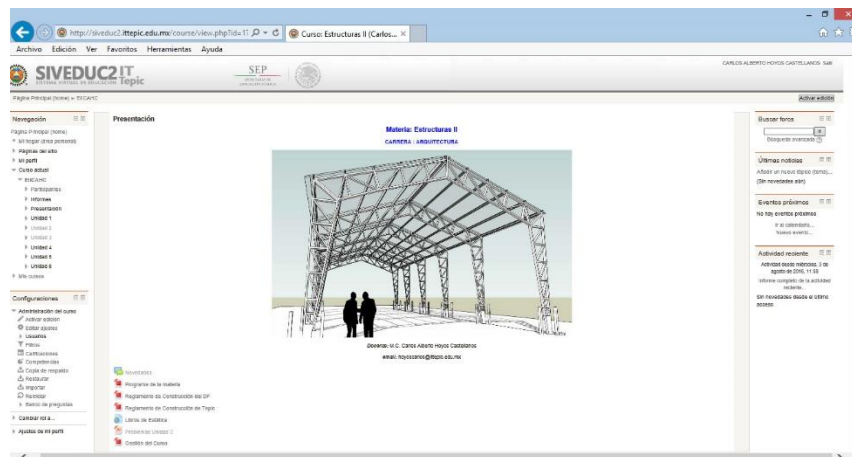 http://siveduc2.ittepic.edu.mx/course/view.php?id=17
Curso: Estructuras II (Carlos...
Archivo Edición Ver Favoritos Herramientas Ayuda
SIVEDUC2 IT Tepic
SEP
CARLOS ALBERTO HOYOS CASTELLANOS Salir
Página Principal (home) ► EIICAHC
Activar edición
Navegación
Página Principal (home)
Mi hogar (área personal)
Páginas del sitio
Mi perfil
Curso actual
EIICAHC
Participantes
Informes
Presentación
Unidad 1
Unidad 2
Unidad 3
Unidad 4
Unidad 5
Unidad 6
Mis cursos
Configuraciones
Administración del curso
Activar edición
Editar ajustes
Usuarios
Filtros
Calificaciones
Competencias
Copia de respaldo
Restaurar
Importar
Reiniciar
Banco de preguntas
Cambiar rol a...
Ajustes de mi perfil
Presentación
Materia: Estructuras II
CARRERA : ARQUITECTURA
Docente: M.C. Carlos Alberto Hoyos Castellanos
email: hoyoscarlos@ittepic.edu.mx
Novedades
Programa de la materia
Reglamento de Construcción del DF
Reglamento de Construcción de Tepic
Libros de Estática
Problemas Unidad 2
Gestión del Curso
Buscar foros
Búsqueda avanzada
Últimas noticias
Añadir un nuevo tópico (tema)...
(Sin novedades aún)
Eventos próximos
No hay eventos próximos
Ir al calendario...
Nuevo evento...
Actividad reciente
Actividad desde miércoles, 3 de
agosto de 2016, 11:55
Informe completo de la actividad
reciente...
Sin novedades desde el último
acceso